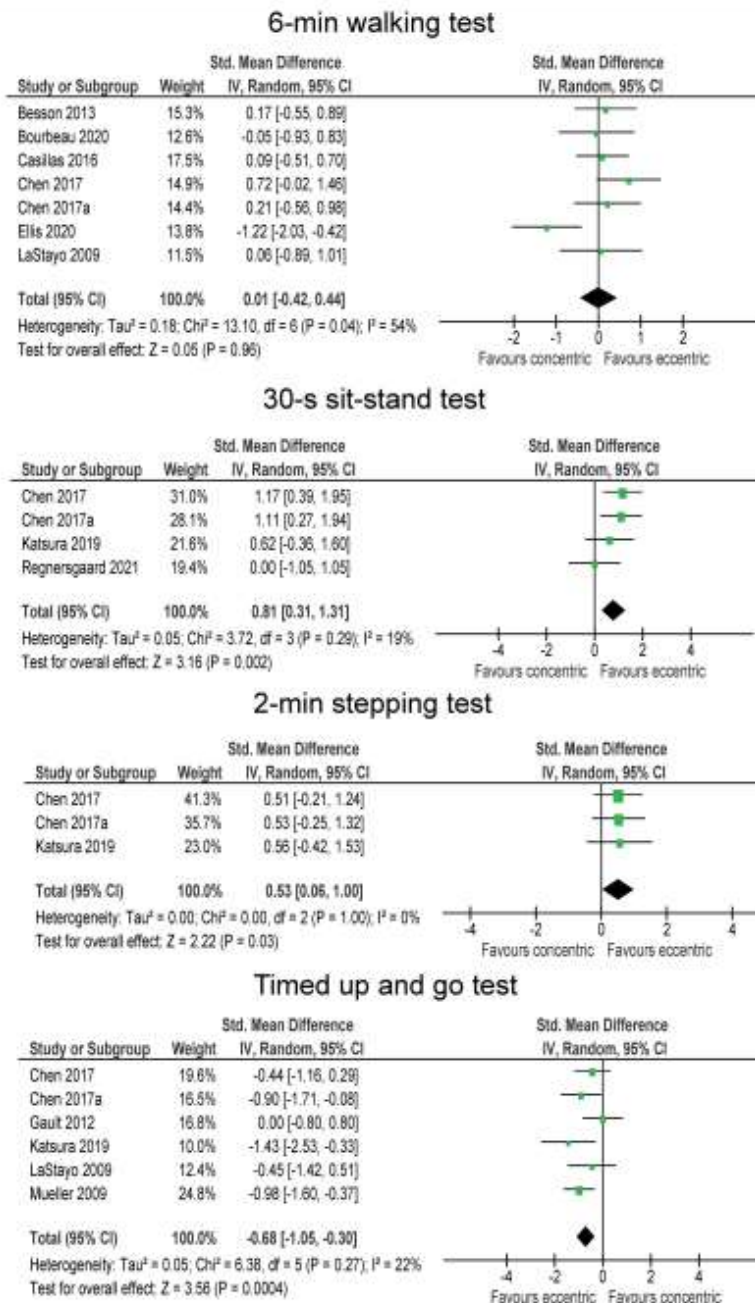 6-min walking test
Std. Mean Difference Std. Mean Difference
Study or Subgroup Weight IV, Random, 95% CI IV, Random, 95% CI
Besson 2013 15.3% 0.17 [-0.55, 0.89]
Bourbeau 2020 12.6% -0.05 [-0.93, 0.83]
Casillas 2016 17.5% 0.09 [-0.51, 0.70]
Chen 2017 14.9% 0.72 [-0.02, 1.46]
Chen 2017a 14.4% 0.21 [-0.56, 0.98]
Ellis 2020 13.8% -1.22 [-2.03, -0.42]
LaStayo 2009 11.5% 0.06 [-0.89, 1.01]
Total (95% CI) 100.0% 0.01 [-0.42, 0.44]
Heterogeneity: Tau² = 0.18; Chi² = 13.10, df = 6 (P = 0.04); I² = 54%
Test for overall effect: Z = 0.05 (P = 0.96)
-2 -1 0 1 2
Favours concentric Favours eccentric
30-s sit-stand test
Std. Mean Difference Std. Mean Difference
Study or Subgroup Weight IV, Random, 95% CI IV, Random, 95% CI
Chen 2017 31.0% 1.17 [0.39, 1.95]
Chen 2017a 28.1% 1.11 [0.27, 1.94]
Katsura 2019 21.6% 0.62 [-0.36, 1.60]
Regnersgaard 2021 19.4% 0.00 [-1.05, 1.05]
Total (95% CI) 100.0% 0.81 [0.31, 1.31]
Heterogeneity: Tau² = 0.05; Chi² = 3.72, df = 3 (P = 0.29); I² = 19%
Test for overall effect: Z = 3.16 (P = 0.002)
-4 -2 0 2 4
Favours concentric Favours eccentric
2-min stepping test
Std. Mean Difference Std. Mean Difference
Study or Subgroup Weight IV, Random, 95% CI IV, Random, 95% CI
Chen 2017 41.3% 0.51 [-0.21, 1.24]
Chen 2017a 35.7% 0.53 [-0.25, 1.32]
Katsura 2019 23.0% 0.56 [-0.42, 1.53]
Total (95% CI) 100.0% 0.53 [0.06, 1.00]
Heterogeneity: Tau² = 0.00; Chi² = 0.00, df = 2 (P = 1.00); I² = 0%
Test for overall effect: Z = 2.22 (P = 0.03)
-4 -2 0 2 4
Favours concentric Favours eccentric
Timed up and go test
Std. Mean Difference Std. Mean Difference
Study or Subgroup Weight IV, Random, 95% CI IV, Random, 95% CI
Chen 2017 19.6% -0.44 [-1.16, 0.29]
Chen 2017a 16.5% -0.90 [-1.71, -0.08]
Gault 2012 16.8% 0.00 [-0.80, 0.80]
Katsura 2019 10.0% -1.43 [-2.53, -0.33]
LaStayo 2009 12.4% -0.45 [-1.42, 0.51]
Mueller 2009 24.8% -0.98 [-1.60, -0.37]
Total (95% CI) 100.0% -0.68 [-1.05, -0.30]
Heterogeneity: Tau² = 0.05; Chi² = 6.38, df = 5 (P = 0.27); I² = 22%
Test for overall effect: Z = 3.56 (P = 0.0004)
-4 -2 0 2 4
Favours eccentric Favours concentric